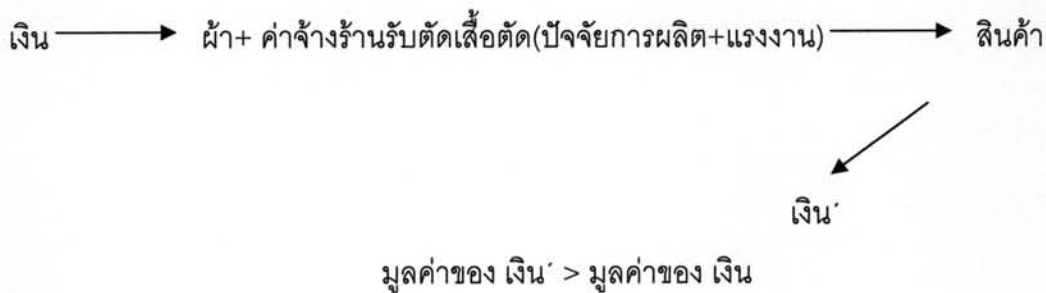 เงิน ผ้า+ ค่าจ้างร้านรับตัดเสื้อตัด(ปัจจัยการผลิต+แรงงาน) สินค้า
เงิน´
มูลค่าของ เงิน´ > มูลค่าของ เงิน